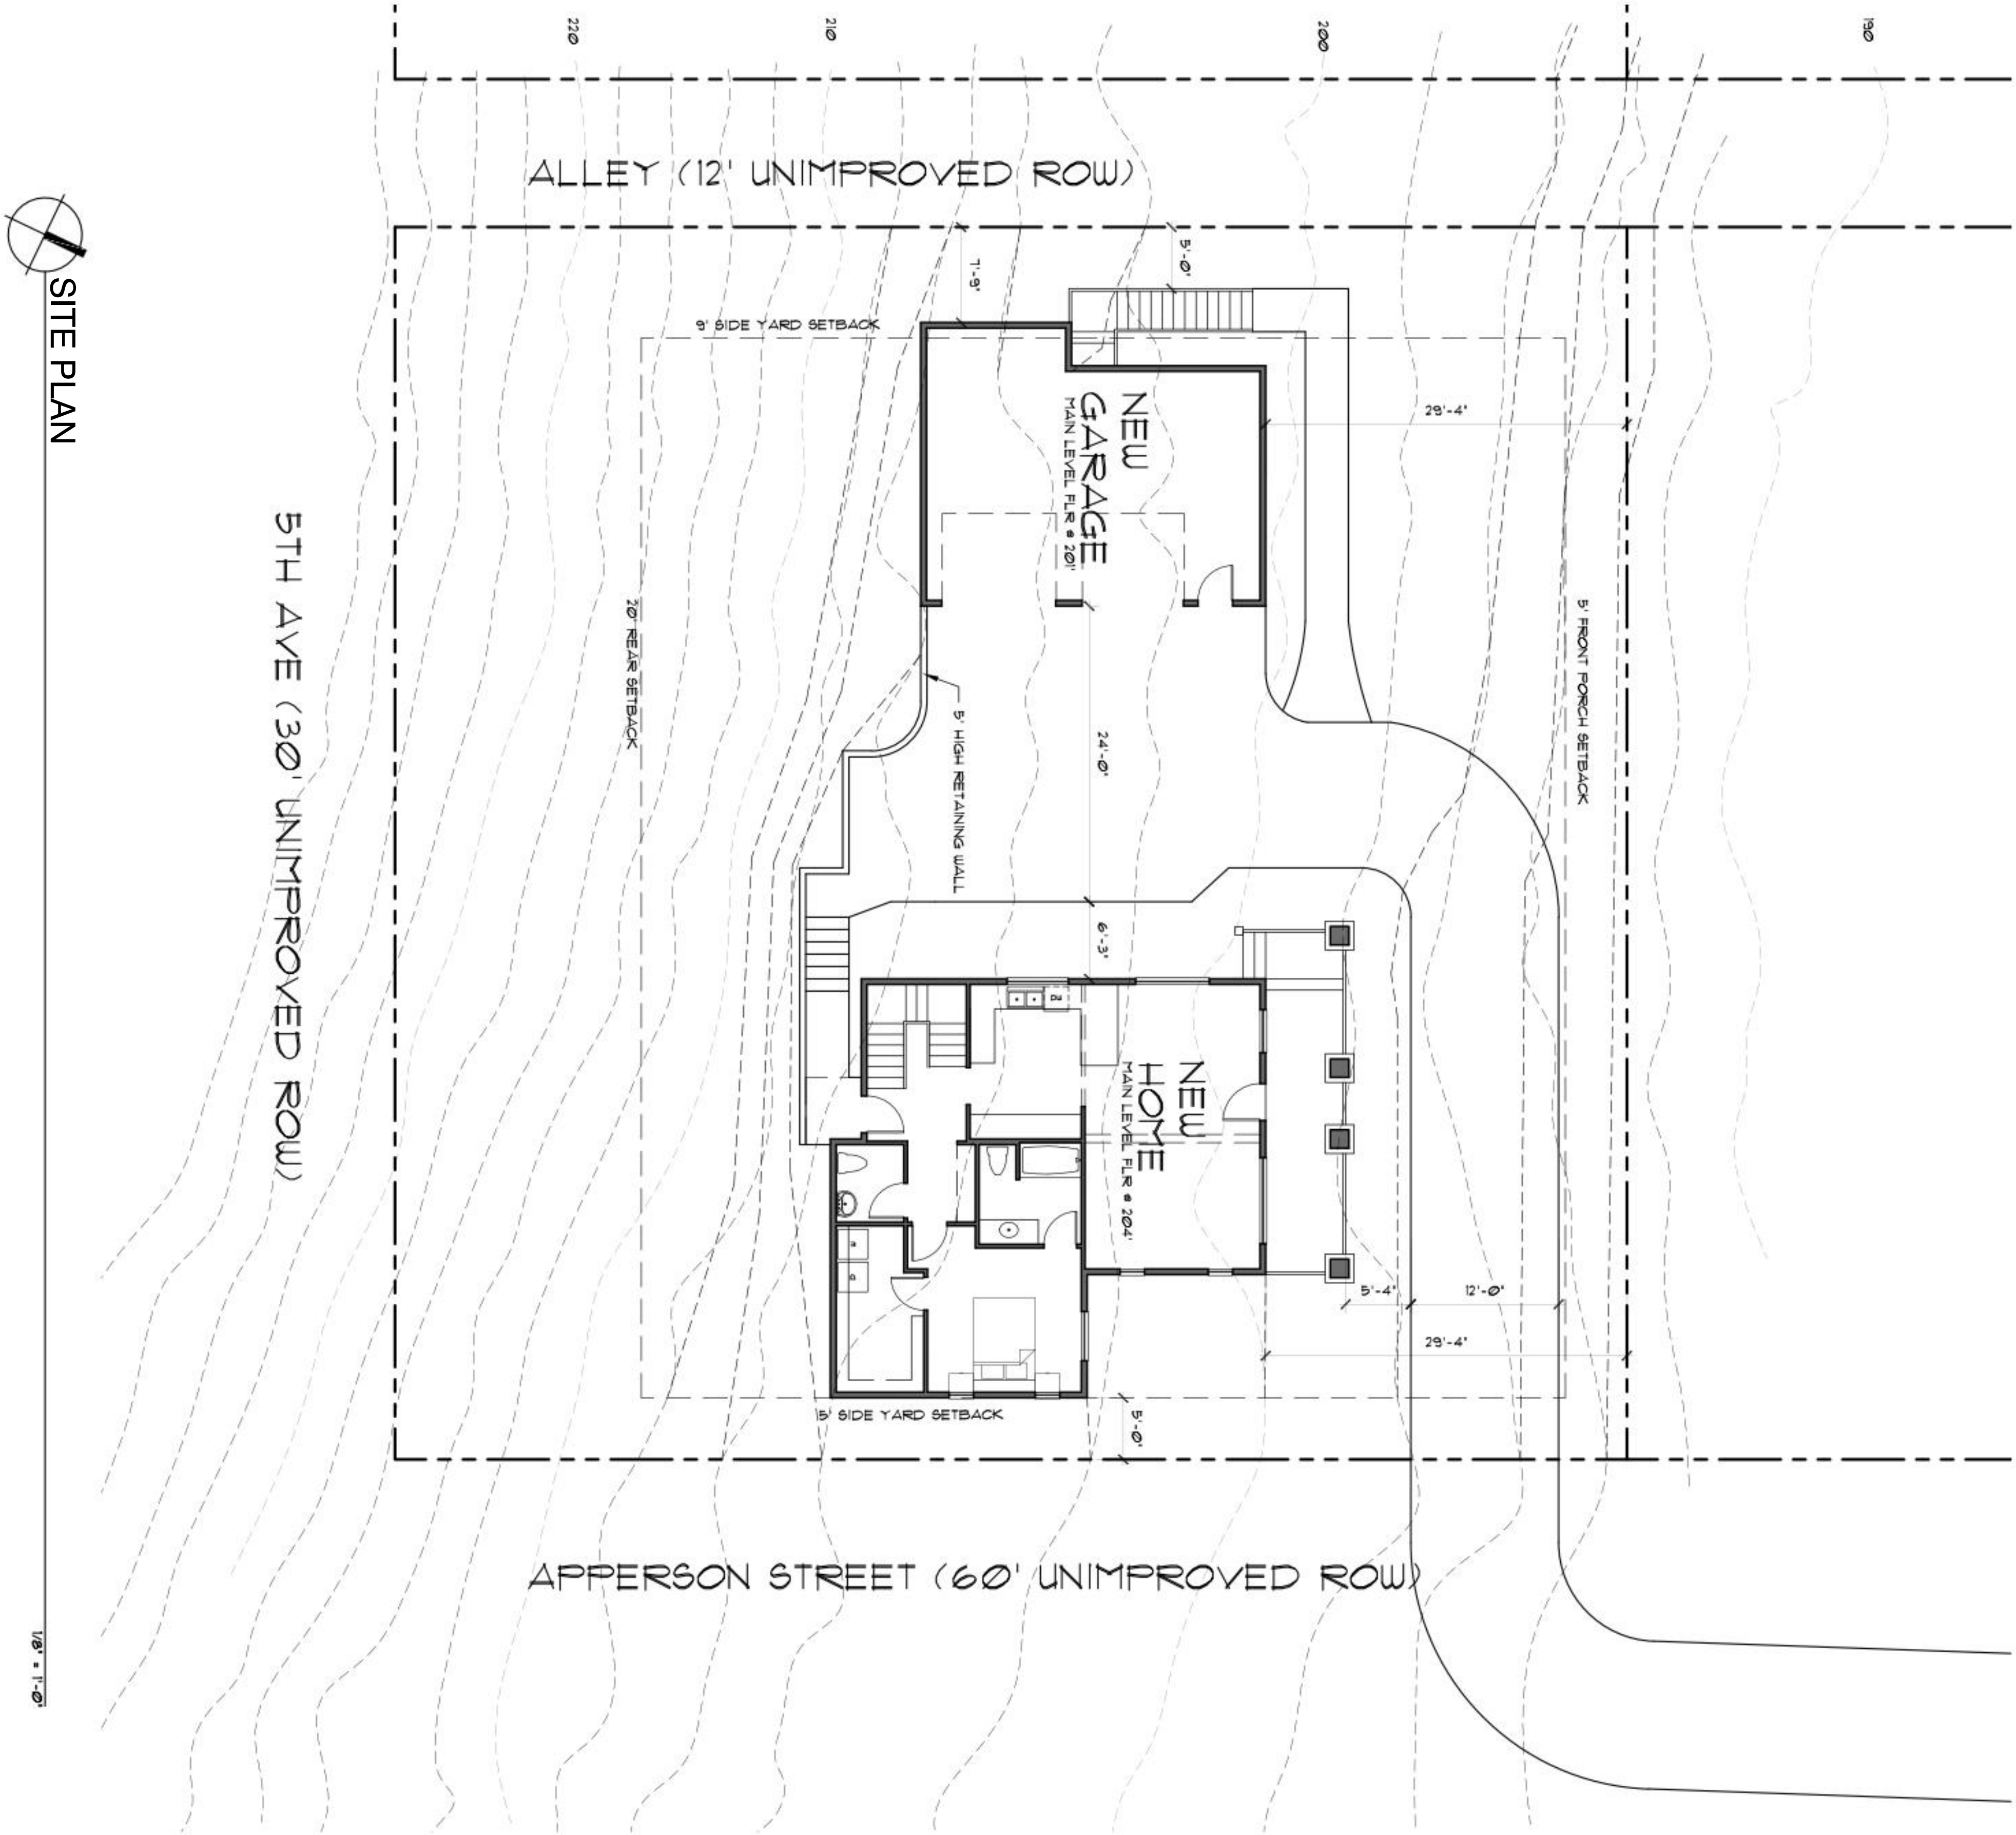 220
210
200
190
ALLEY (12' UNIMPROVED ROW)
SITE PLAN
1/8" = 1'-0"
5TH AVE (30' UNIMPROVED ROW)
7'-9"
5'-0"
9' SIDE YARD SETBACK
NEW
GARAGE
MAIN LEVEL FLR @ 201'
29'-4"
20' REAR SETBACK
5' FRONT PORCH SETBACK
5' HIGH RETAINING WALL
24'-0"
6'-3"
NEW
HOME
MAIN LEVEL FLR @ 204'
5'-4"
12'-0"
29'-4"
5' SIDE YARD SETBACK
5'-0"
APPERSON STREET (60' UNIMPROVED ROW)